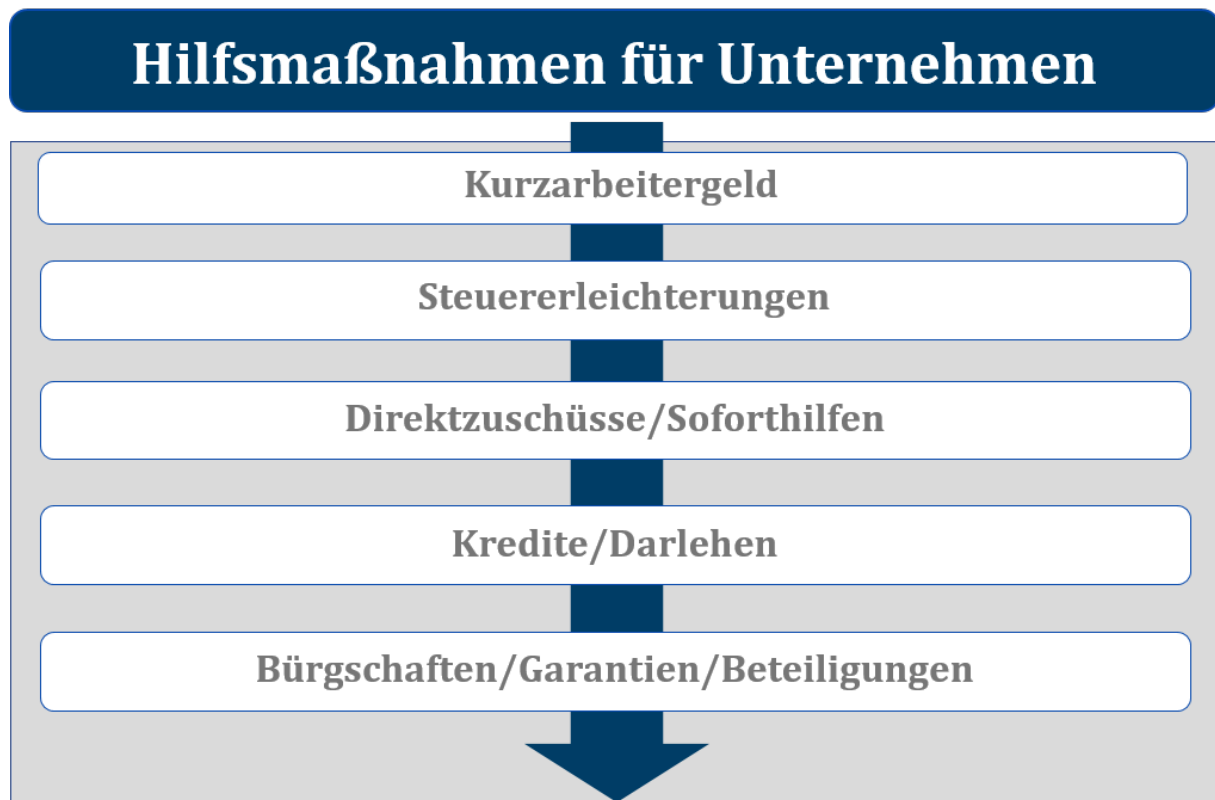 Hilfsmaßnahmen für Unternehmen
Kurzarbeitergeld
Steuererleichterungen
Direktzuschüsse/Soforthilfen
Kredite/Darlehen
Bürgschaften/Garantien/Beteiligungen